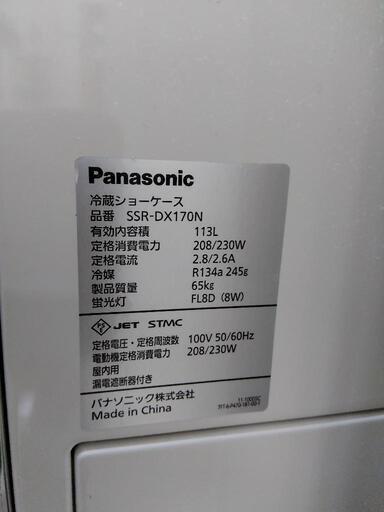 Panasonic
冷蔵ショーケース
品番 SSR-DX170N
有効内容積 113L
定格消費電力 208/230W
定格電流 2.8/2.6A
冷媒 R134a 245g
製品質量 65kg
蛍光灯 FL8D（8W）
PS E JET STMC
定格電圧・定格周波数 100V 50/60Hz
電動機定格消費電力 208/230W
屋内用
漏電遮断器付き
パナソニック株式会社
Made in China